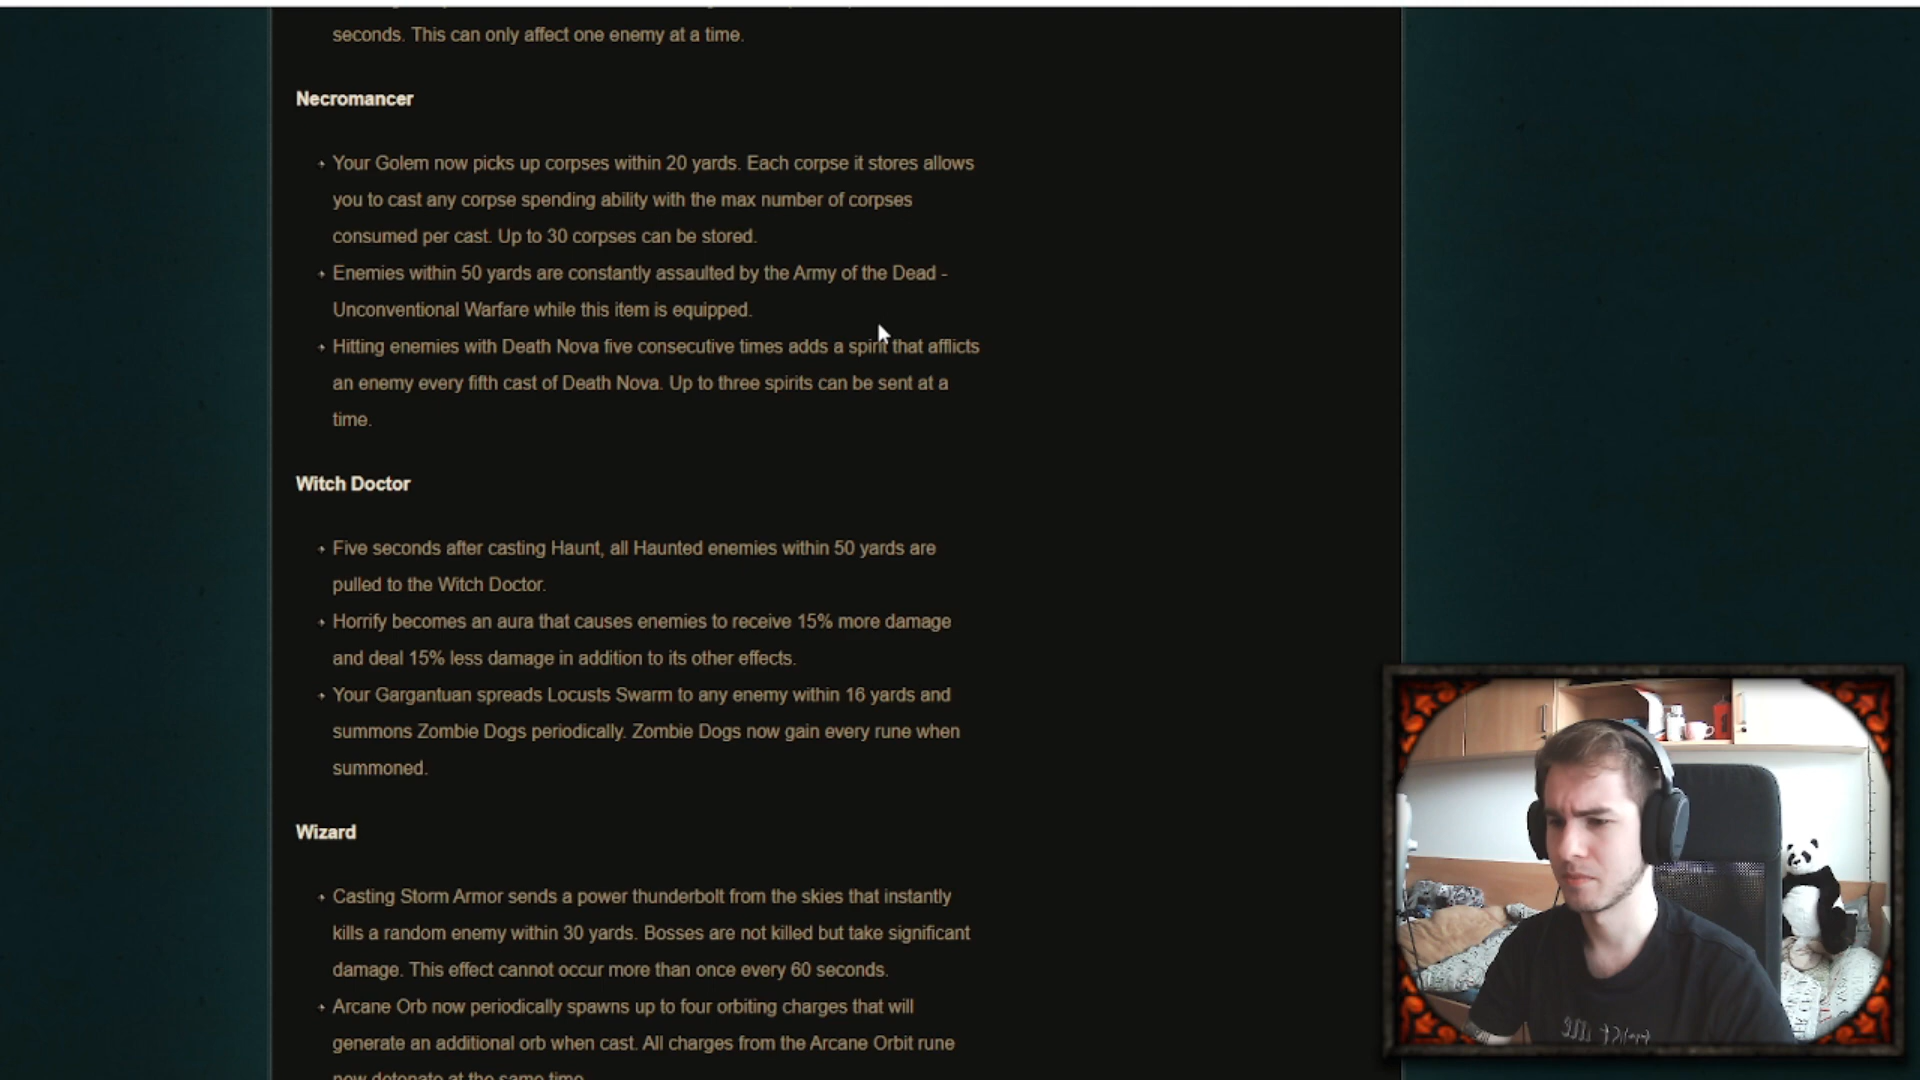 seconds. This can only affect one enemy at a time.
Necromancer
Your Golem now picks up corpses within 20 yards. Each corpse it stores allows
you to cast any corpse spending ability with the max number of corpses
consumed per cast. Up to 30 corpses can be stored.
Enemies within 50 yards are constantly assaulted by the Army of the Dead -
Unconventional Warfare while this item is equipped.
Hitting enemies with Death Nova five consecutive times adds a spirit that afflicts
an enemy every fifth cast of Death Nova. Up to three spirits can be sent at a
time.
Witch Doctor
Five seconds after casting Haunt, all Haunted enemies within 50 yards are
pulled to the Witch Doctor.
Horrify becomes an aura that causes enemies to receive 15% more damage
and deal 15% less damage in addition to its other effects.
Your Gargantuan spreads Locusts Swarm to any enemy within 16 yards and
summons Zombie Dogs periodically. Zombie Dogs now gain every rune when
summoned.
Wizard
Casting Storm Armor sends a power thunderbolt from the skies that instantly
kills a random enemy within 30 yards. Bosses are not killed but take significant
damage. This effect cannot occur more than once every 60 seconds.
Arcane Orb now periodically spawns up to four orbiting charges that will
generate an additional orb when cast. All charges from the Arcane Orbit rune
now detonate at the same time.